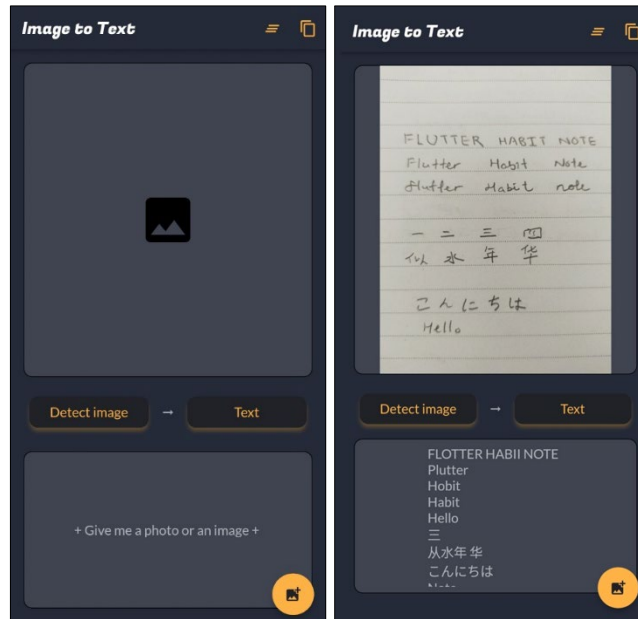 Image to Text
Detect image → Text
+ Give me a photo or an image +
Image to Text
FLUTTER HABIT NOTE
Flutter Habit Note
flutter Habit note
一 二 三 四
似 水 年 华
こんにちは
Hello。
Detect image → Text
FLOTTER HABII NOTE
Plutter
Hobit
Habit
Hello
三
从水年 华
こんにちは